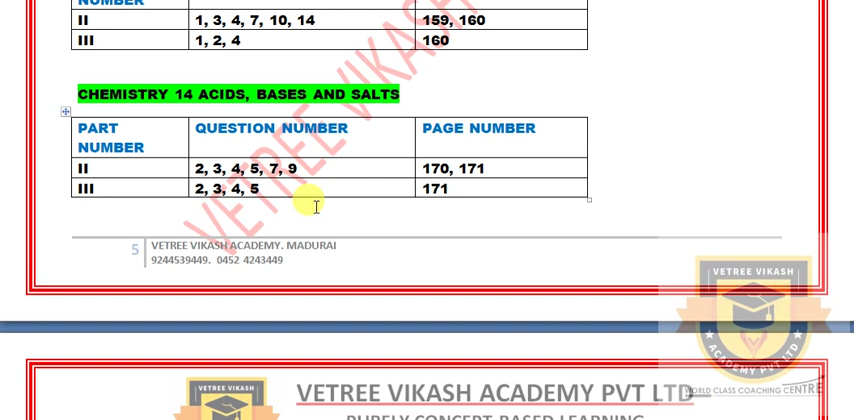 NUMBER
II 1, 3, 4, 7, 10, 14 159, 160
III 1, 2, 4 160
CHEMISTRY 14 ACIDS, BASES AND SALTS
PART NUMBER QUESTION NUMBER PAGE NUMBER
II 2, 3, 4, 5, 7, 9 170, 171
III 2, 3, 4, 5 171
VETREE VIKASH
5 VETREE VIKASH ACADEMY. MADURAI
9244539449. 0452 4243449
VETREE VIKASH
ACADEMY PVT LTD
WORLD CLASS COACHING CENTRE
VETREE VIKASH
VETREE VIKASH ACADEMY PVT LTD
PURELY CONCEPT BASED LEARNING